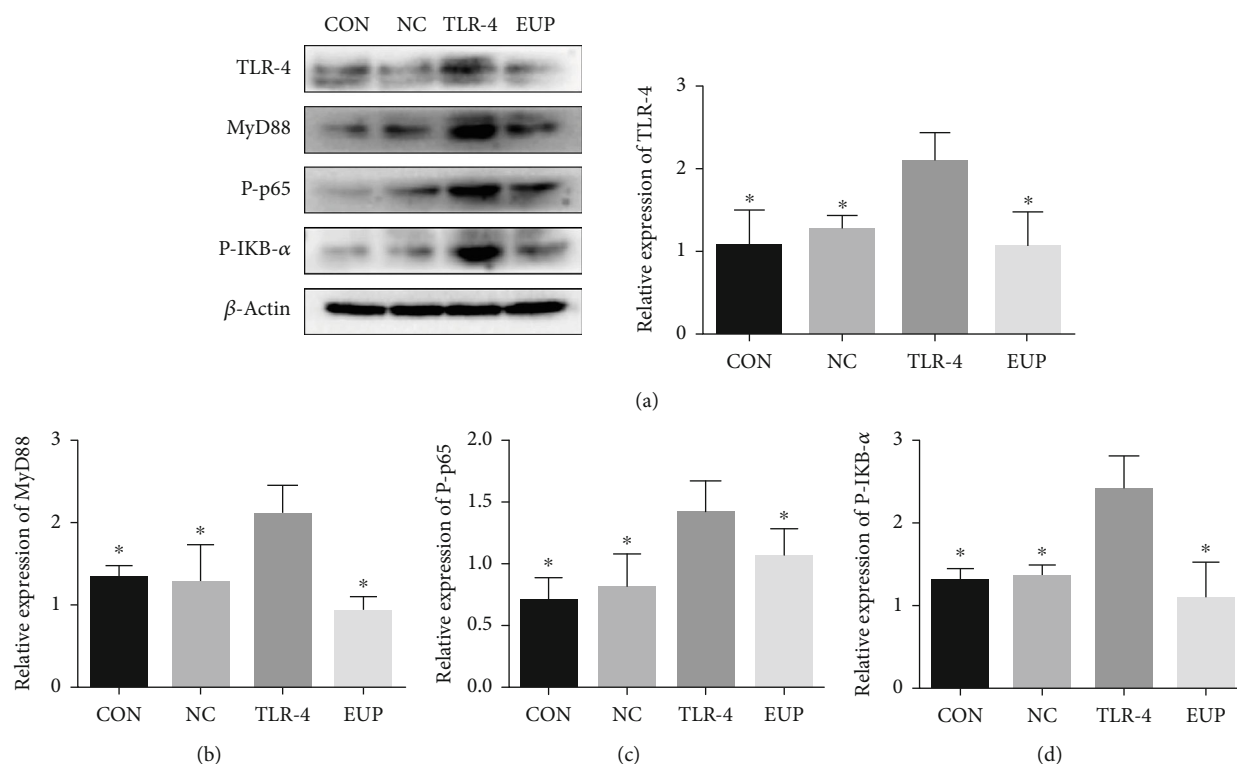 CON NC TLR-4 EUP
TLR-4
MyD88
P-p65
P-IKB-α
β-Actin
Relative expression of TLR-4
3
2
1
0
* * *
CON NC TLR-4 EUP
(a)
Relative expression of MyD88
3
2
1
0
* * *
CON NC TLR-4 EUP
(b)
Relative expression of P-p65
2.0
1.5
1.0
0.5
0.0
* * *
CON NC TLR-4 EUP
(c)
Relative expression of P-IKB-α
3
2
1
0
* * *
CON NC TLR-4 EUP
(d)